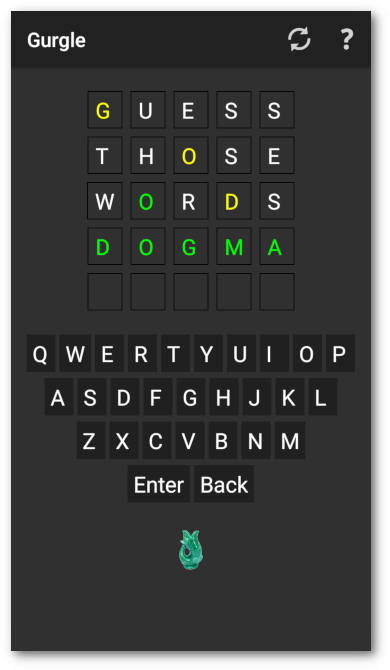 Gurgle ?
G U E S S
T H O S E
W O R D S
D O G M A
Q W E R T Y U I O P
A S D F G H J K L
Z X C V B N M
Enter Back